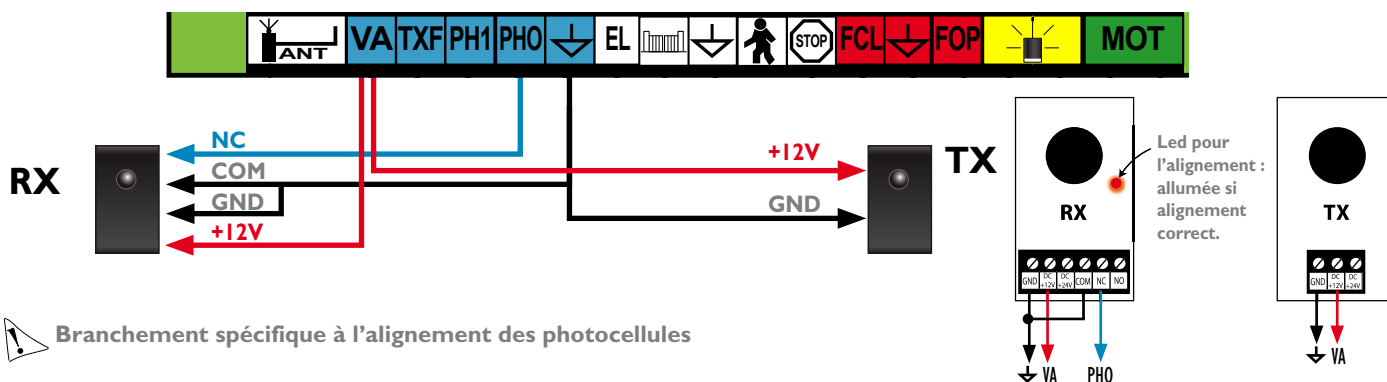 ANT VA TXF PH1 PHO EL STOP FCL FOP MOT
NC
COM
GND
+12V
RX
+12V
GND
TX
RX
GND DC +12V DC +24V COM NC NO
VA PHO
Led pour
l'alignement :
allumée si
alignement
correct.
TX
GND DC +12V DC +24V
VA
Branchement spécifique à l'alignement des photocellules